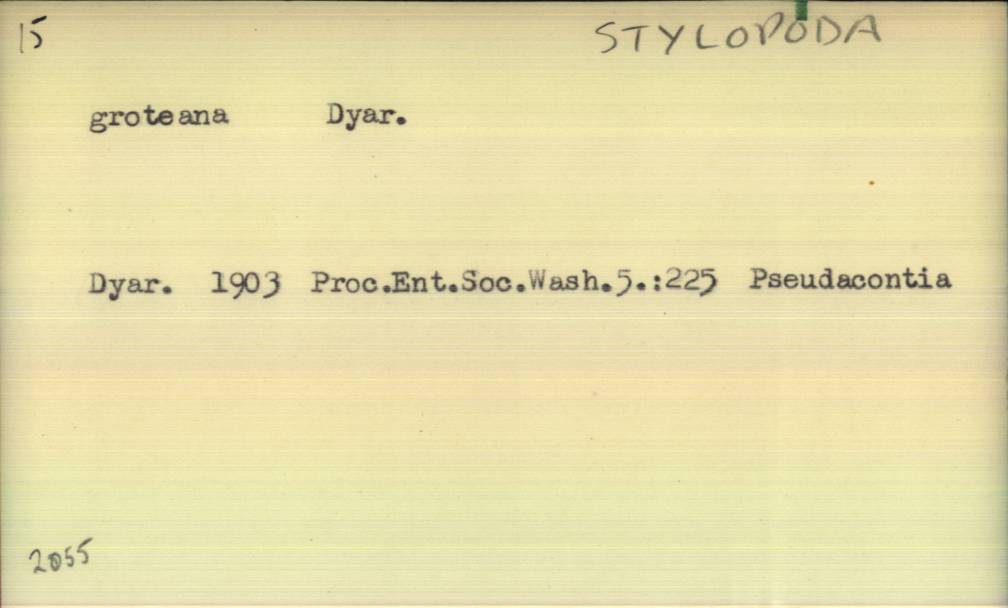 15
STYLOPODA
groteana Dyar.
Dyar. 1903 Proc.Ent.Soc.Wash.5.:225 Pseudacontia
2055